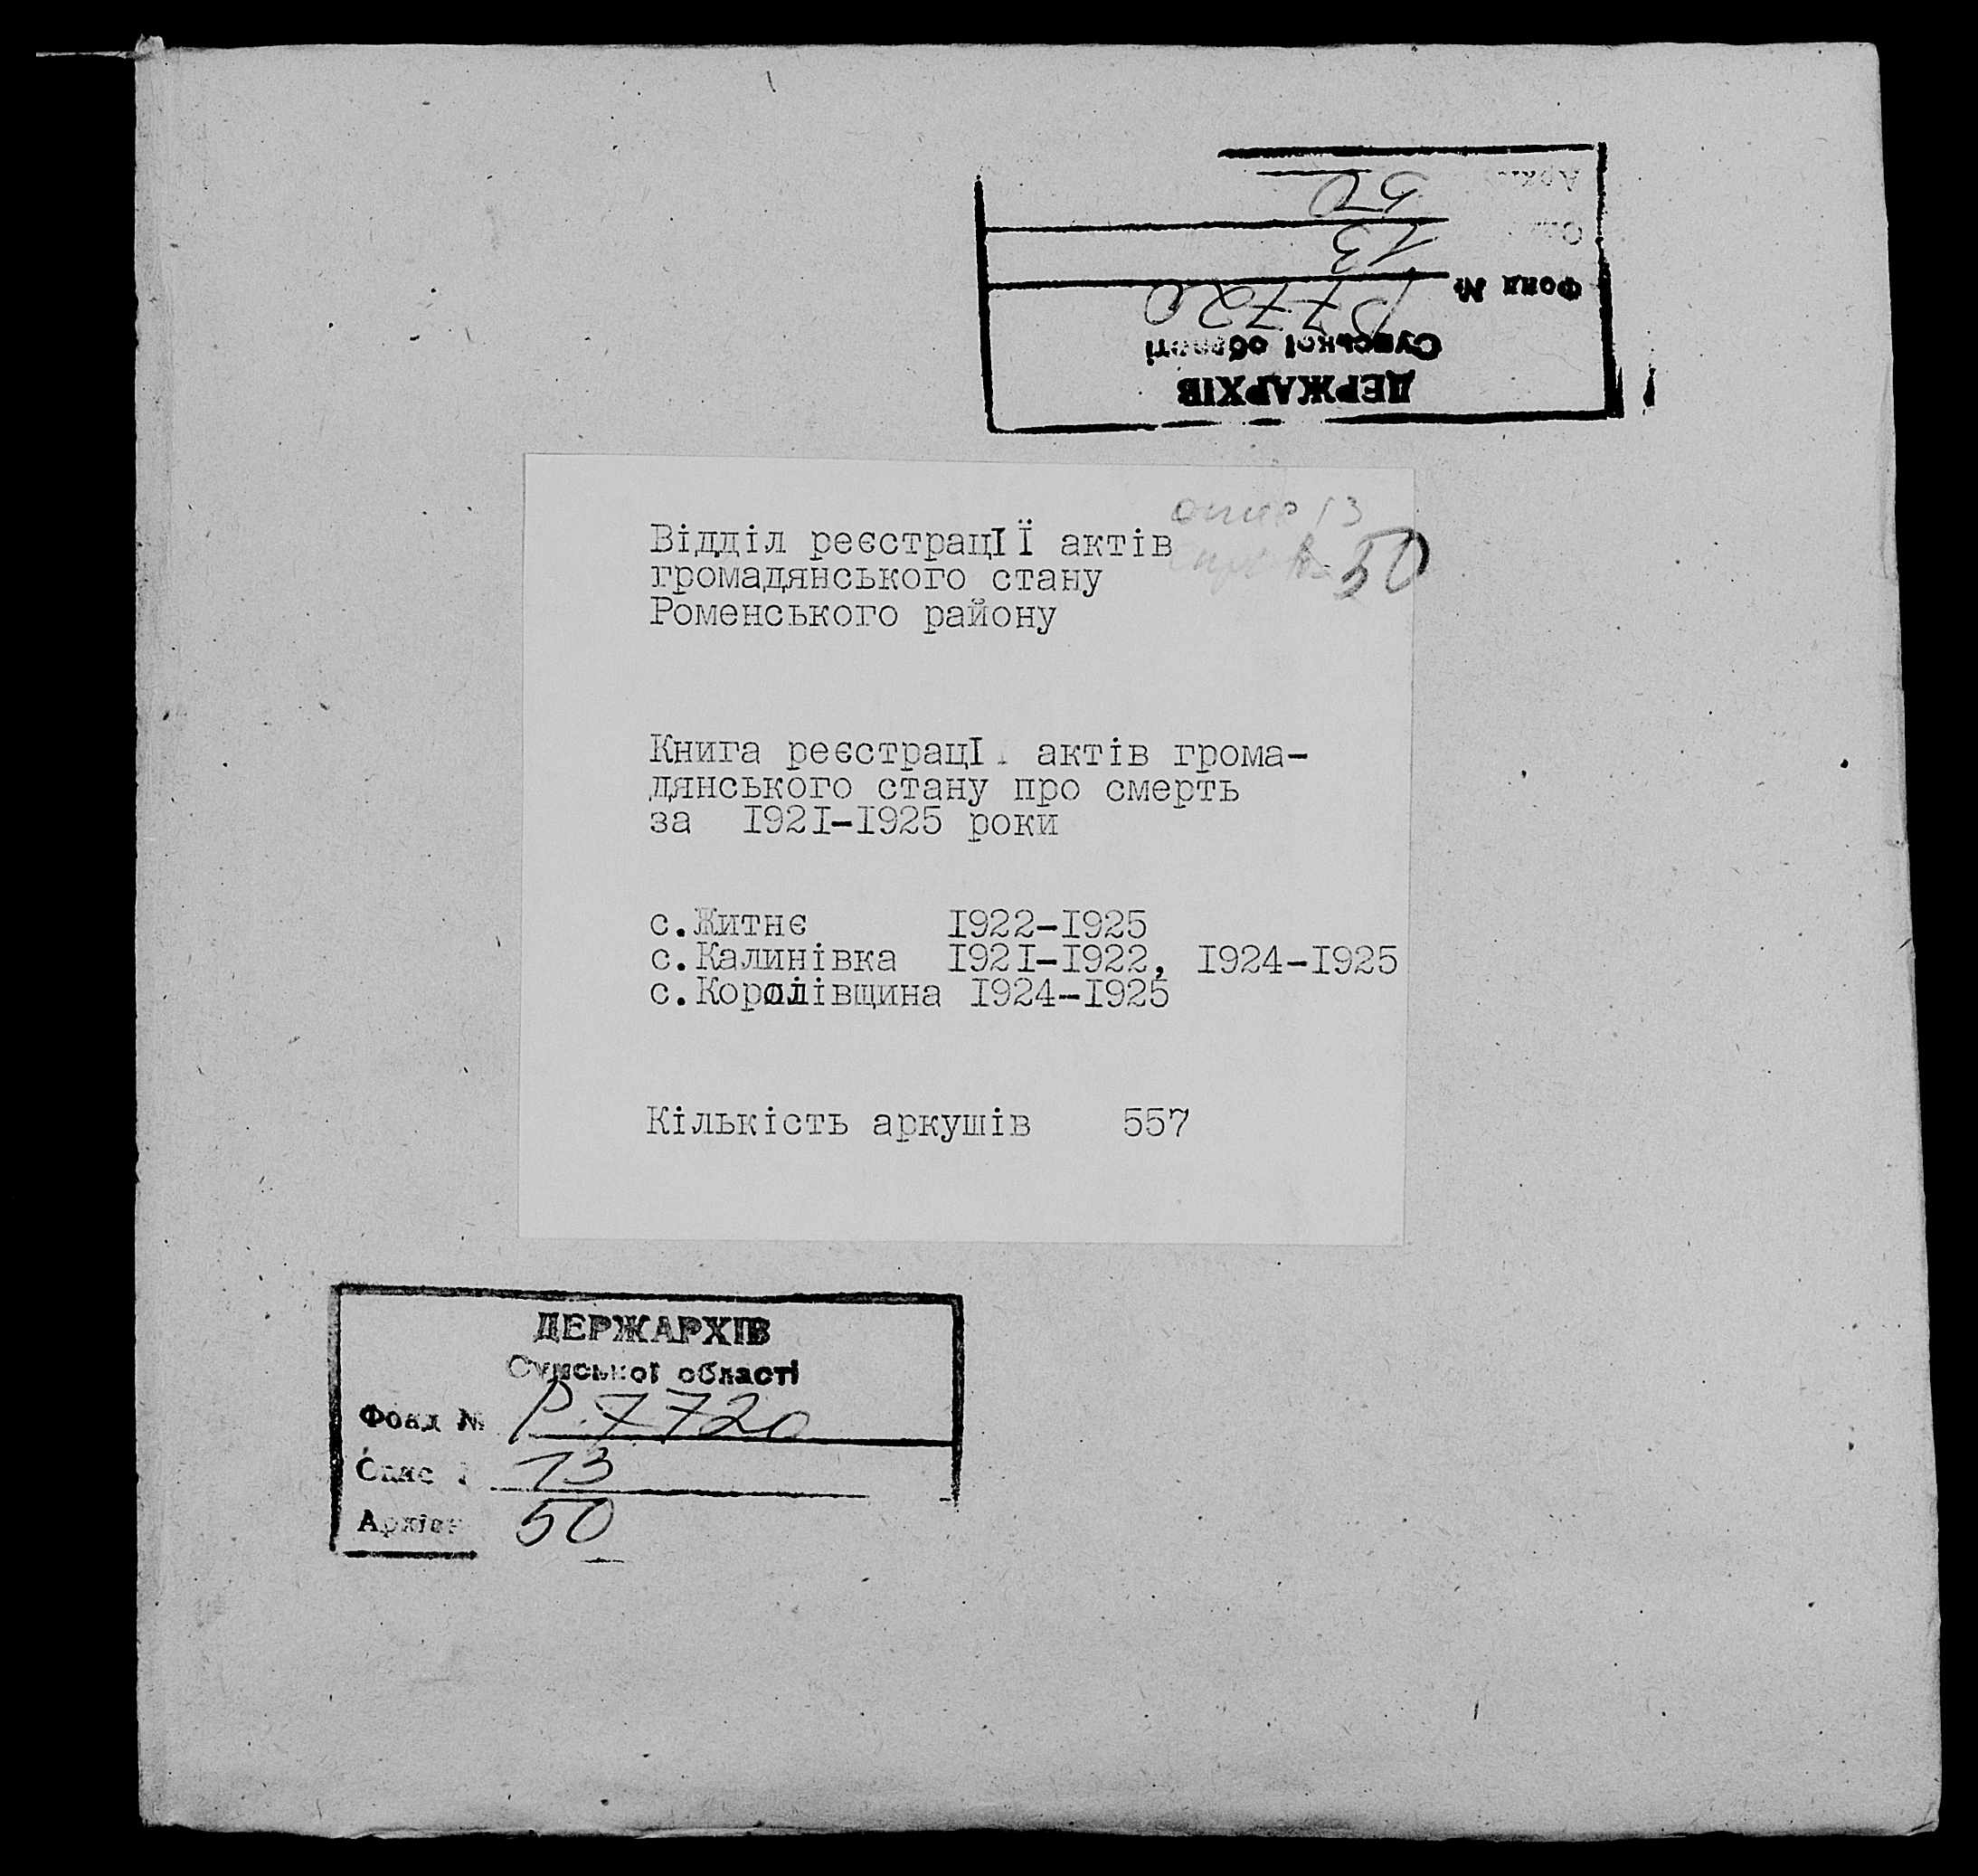 ДЕРЖАРХІВ
Сумської області
Фонд № Р7720
13
50
опис 13
50
Відділ реєстраціЇ актів
громадянського стану
Роменського району
Книга реєстрації актів грома-
дянського стану про смерть
за 1921-1925 роки
с.Житнє 1922-1925
с.Калинівка 1921-1922, 1924-1925
с.Королівщина 1924-1925
Кількість аркушів 557
ДЕРЖАРХІВ
Сумської області
Фонд № Р.7720
Опис 13
50